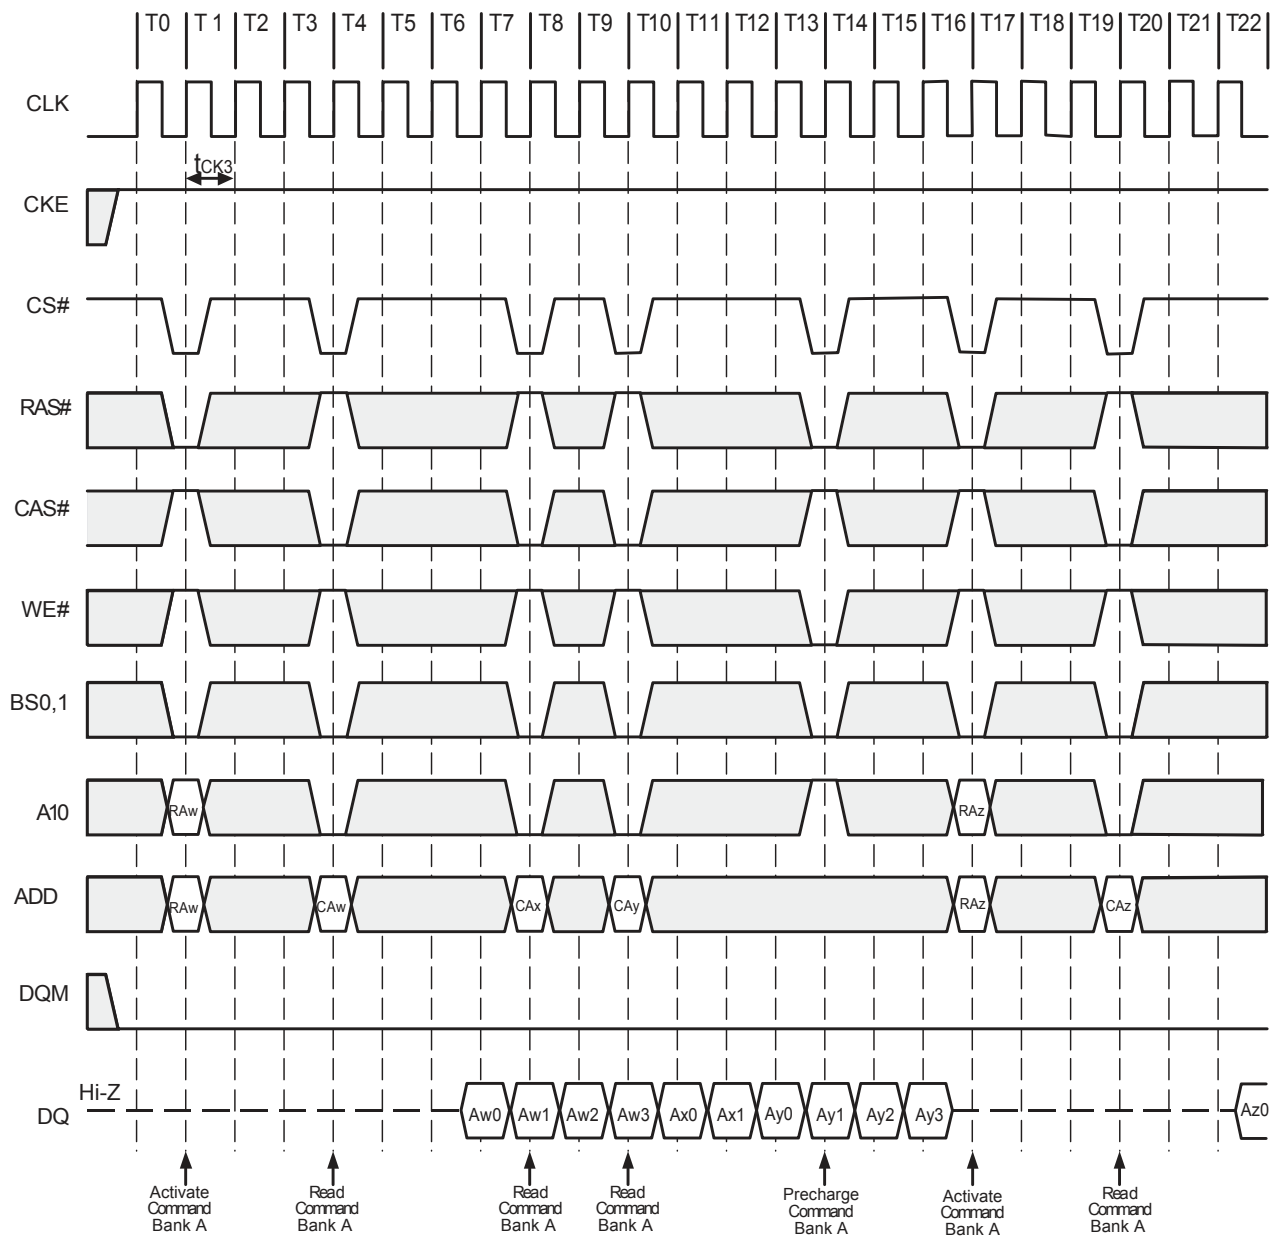 T0 T 1 T2 T3 T4 T5 T6 T7 T8 T9 T10 T11 T12 T13 T14 T15 T16 T17 T18 T19 T20 T21 T22
CLK
tCK3
CKE
CS#
RAS#
CAS#
WE#
BS0,1
A10 RAw RAz
ADD RAw CAw CAx CAy RAz CAz
DQM
Hi-Z
DQ Aw0 Aw1 Aw2 Aw3 Ax0 Ax1 Ay0 Ay1 Ay2 Ay3 Az0
Activate Read Read Read Precharge Activate Read
Command Command Command Command Command Command Command
Bank A Bank A Bank A Bank A Bank A Bank A Bank A